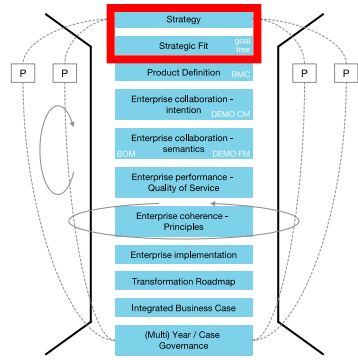 Strategy
Strategic Fit
goal
tree
P
P
P
P
Product Definition
BMC
Enterprise collaboration -
intention
DEMO CM
Enterprise collaboration -
semantics
BOM
DEMO FM
Enterprise performance -
Quality of Service
Enterprise coherence -
Principles
Enterprise implementation
Transformation Roadmap
Integrated Business Case
(Multi) Year / Case
Governance